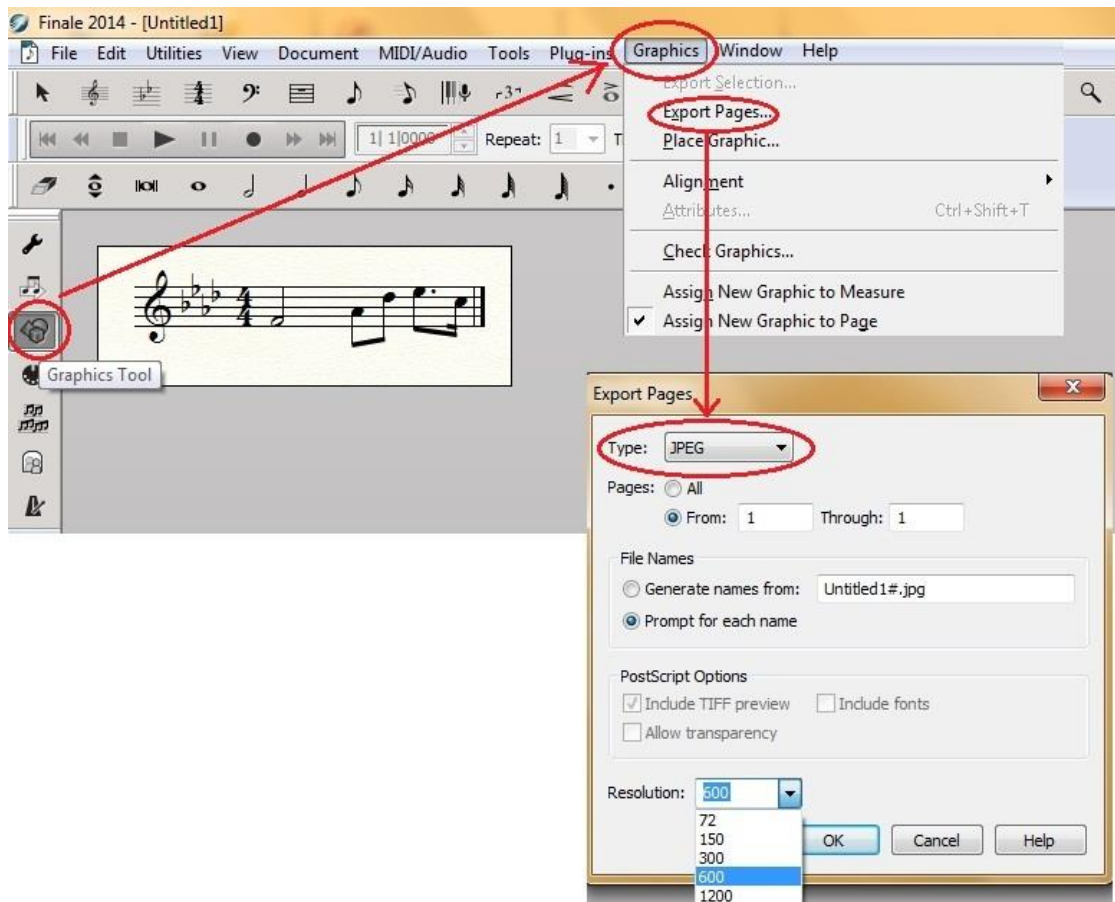 Finale 2014 - [Untitled1]
File Edit Utilities View Document MIDI/Audio Tools Plug-ins Graphics Window Help
Export Selection...
Export Pages...
Place Graphic...
1| 1|0000 Repeat: 1 T
Alignment
Attributes... Ctrl+Shift+T
Check Graphics...
Assign New Graphic to Measure
Assign New Graphic to Page
Graphics Tool
Export Pages
Type: JPEG
Pages: All
From: 1 Through: 1
File Names
Generate names from: Untitled1#.jpg
Prompt for each name
PostScript Options
Include TIFF preview Include fonts
Allow transparency
Resolution: 600
72
150
300
600
1200
OK Cancel Help